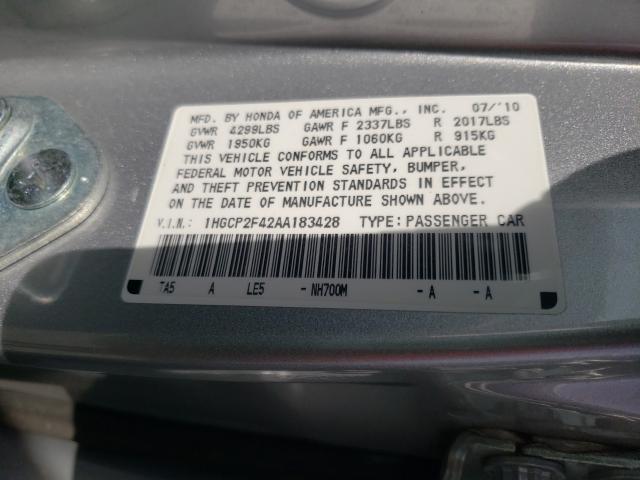 MFD. BY HONDA OF AMERICA MFG., INC. 07/'10
GVWR 4299LBS GAWR F 2337LBS R 2017LBS
GVWR 1950KG GAWR F 1060KG R 915KG
THIS VEHICLE CONFORMS TO ALL APPLICABLE
FEDERAL MOTOR VEHICLE SAFETY, BUMPER,
AND THEFT PREVENTION STANDARDS IN EFFECT
ON THE DATE OF MANUFACTURE SHOWN ABOVE.
V.I.N.: 1HGCP2F42AA183428 TYPE: PASSENGER CAR
TA5 A LE5 - NH700M - A - A